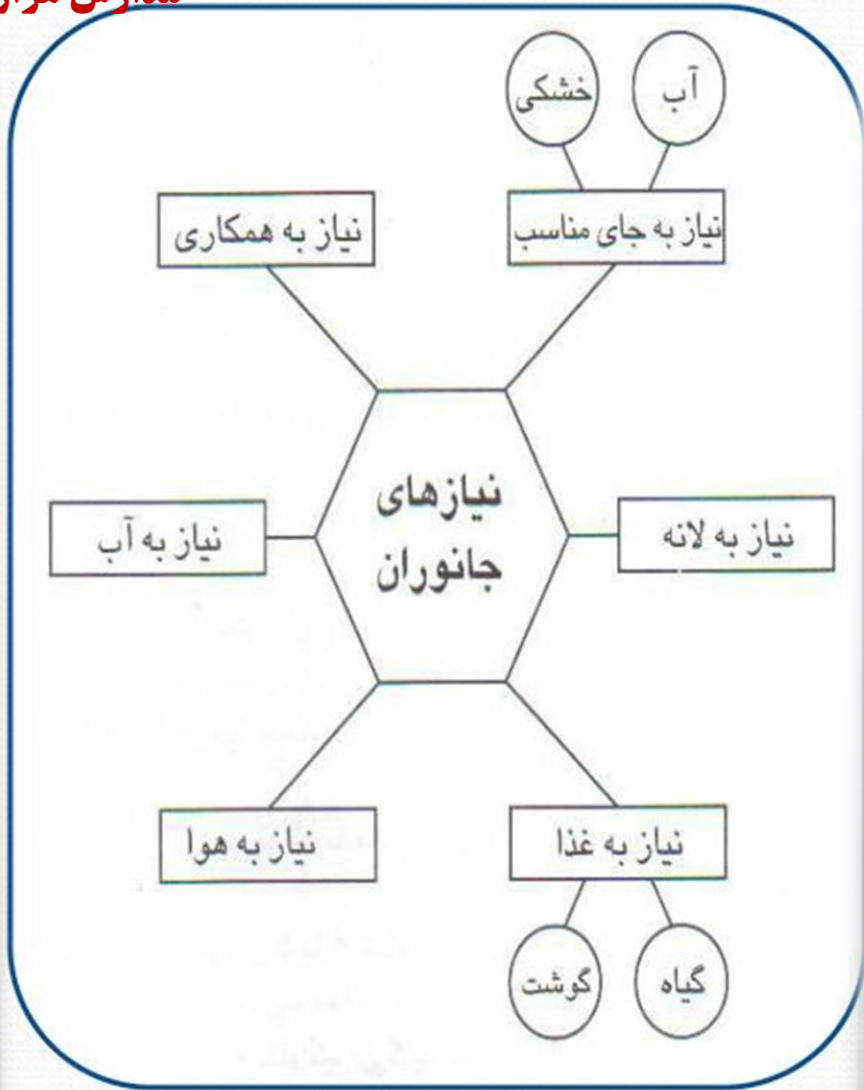 مدارس
خشکی
آب
نیاز به همکاری
نیاز به جای مناسب
نیازهای
جانوران
نیاز به آب
نیاز به لانه
نیاز به هوا
نیاز به غذا
گوشت
گیاه